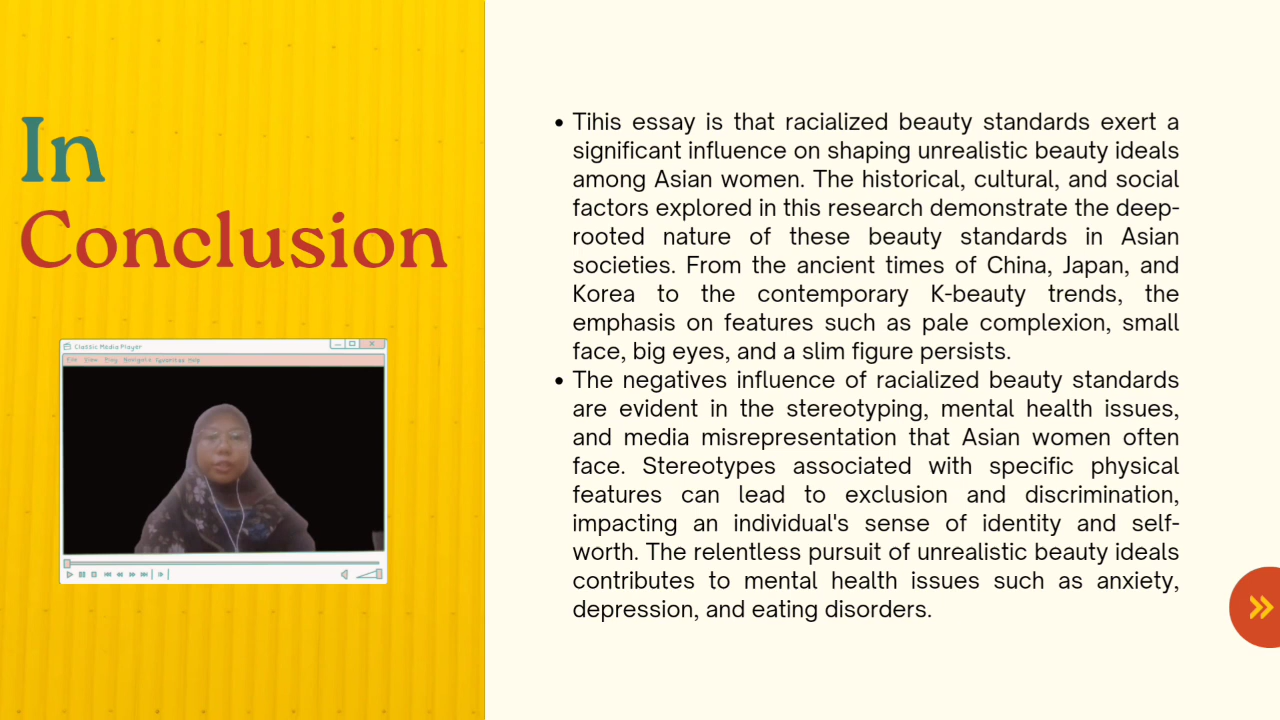 In
Conclusion
Classic Media Player
File View Play Navigate Favorites Help
• Tihis essay is that racialized beauty standards exert a
significant influence on shaping unrealistic beauty ideals
among Asian women. The historical, cultural, and social
factors explored in this research demonstrate the deep-
rooted nature of these beauty standards in Asian
societies. From the ancient times of China, Japan, and
Korea to the contemporary K-beauty trends, the
emphasis on features such as pale complexion, small
face, big eyes, and a slim figure persists.
• The negatives influence of racialized beauty standards
are evident in the stereotyping, mental health issues,
and media misrepresentation that Asian women often
face. Stereotypes associated with specific physical
features can lead to exclusion and discrimination,
impacting an individual's sense of identity and self-
worth. The relentless pursuit of unrealistic beauty ideals
contributes to mental health issues such as anxiety,
depression, and eating disorders.